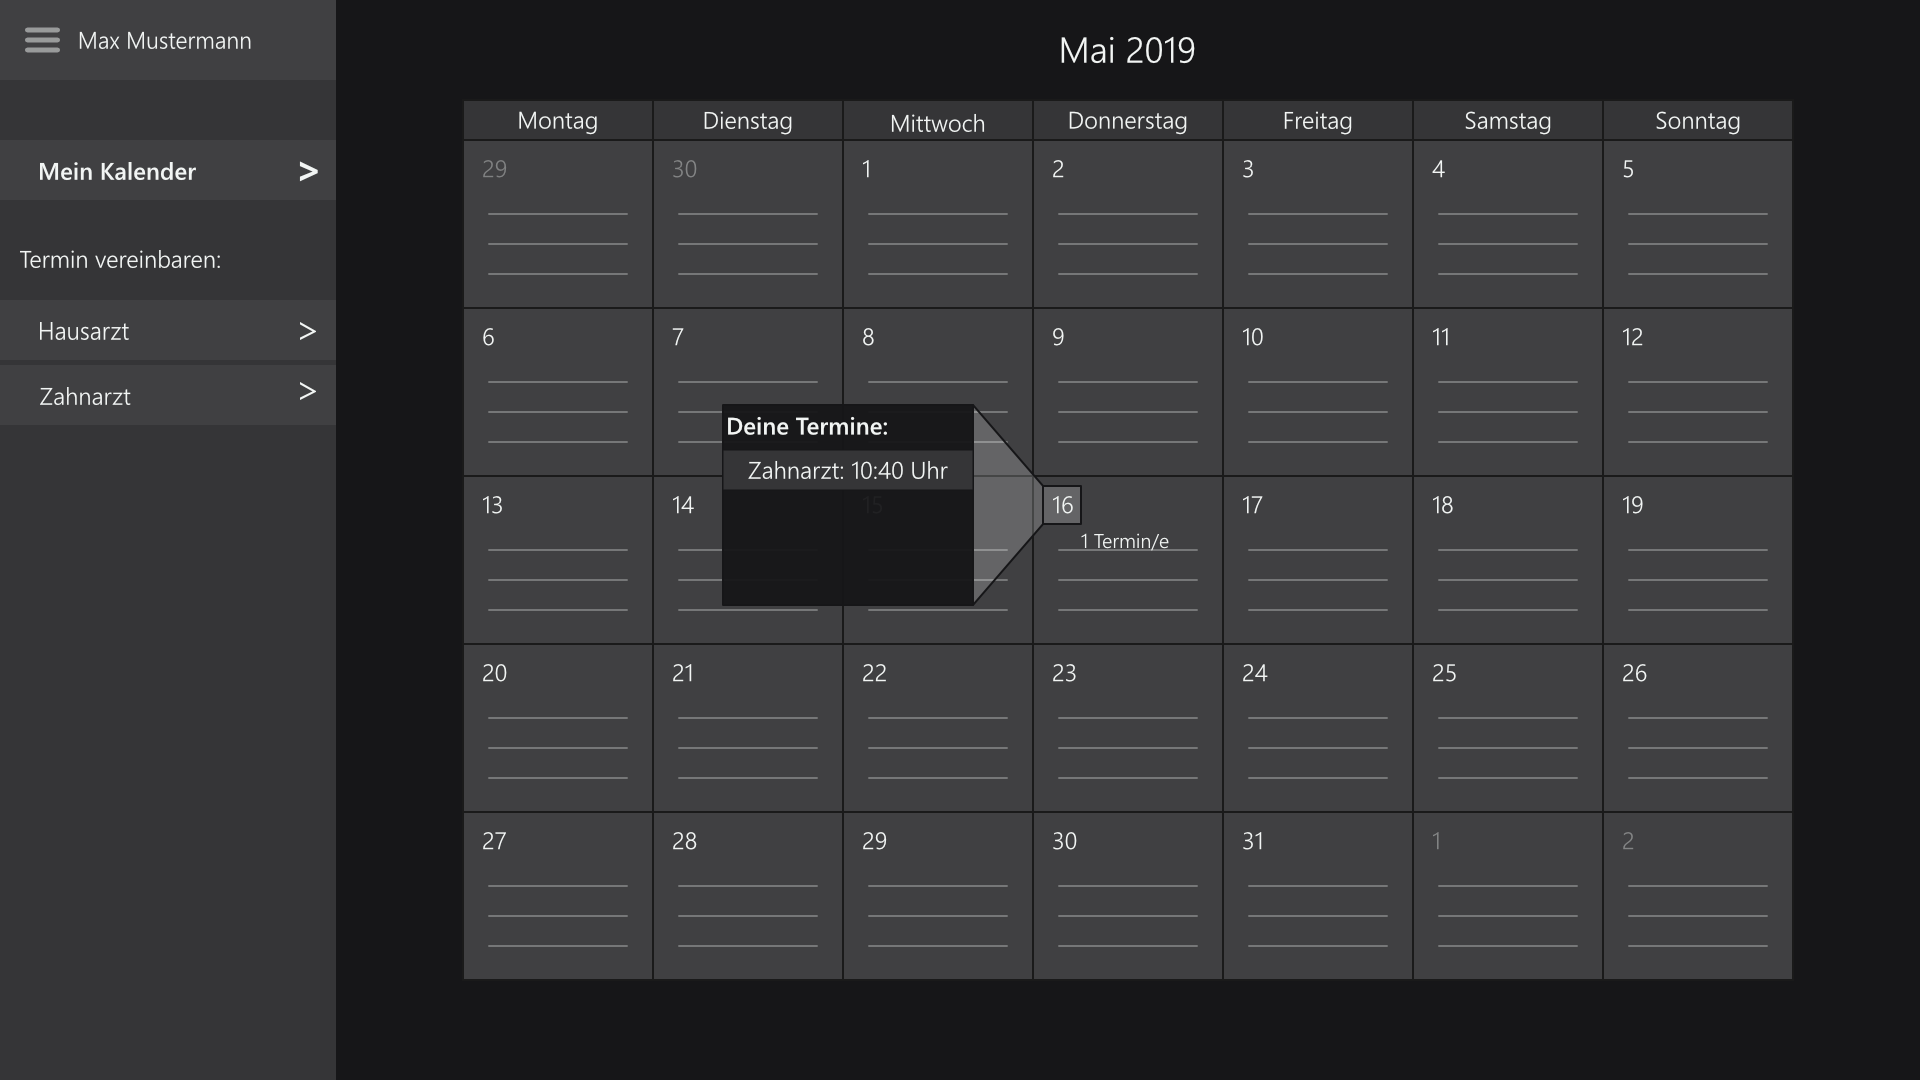 Max Mustermann
Mein Kalender >
Termin vereinbaren:
Hausarzt >
Zahnarzt >
Mai 2019
Montag Dienstag Mittwoch Donnerstag Freitag Samstag Sonntag
29 30 1 2 3 4 5
6 7 8 9 10 11 12
Deine Termine:
Zahnarzt: 10:40 Uhr
13 14 15 16 17 18 19
1 Termin/e
20 21 22 23 24 25 26
27 28 29 30 31 1 2